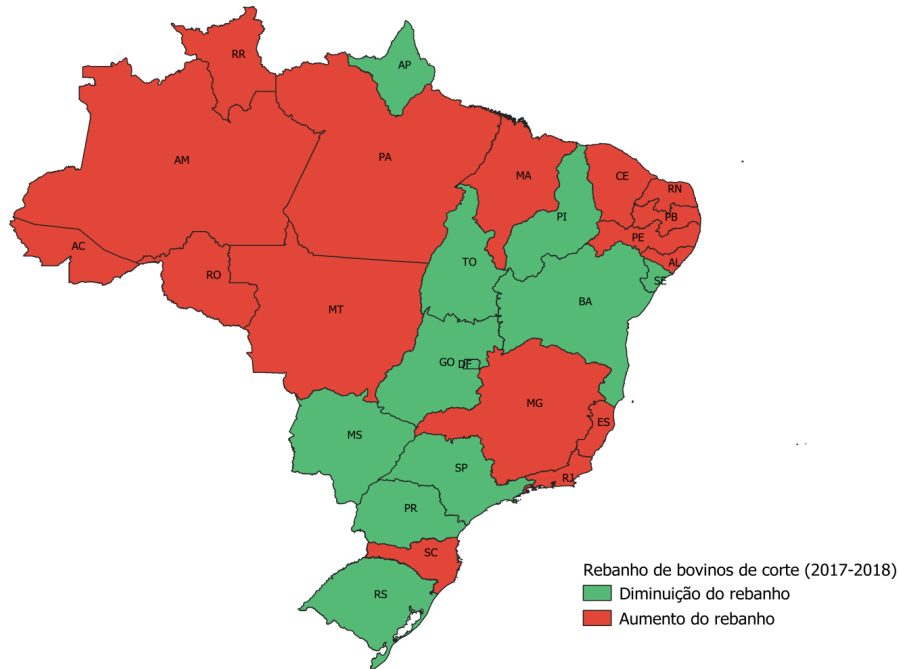 RR
AP
AM
PA
MA
CE
RN
PB
PE
PI
AL
SE
AC
RO
TO
MT
BA
GO
DF
MG
ES
MS
SP
RJ
PR
SC
RS
Rebanho de bovinos de corte (2017-2018)
Diminuição do rebanho
Aumento do rebanho